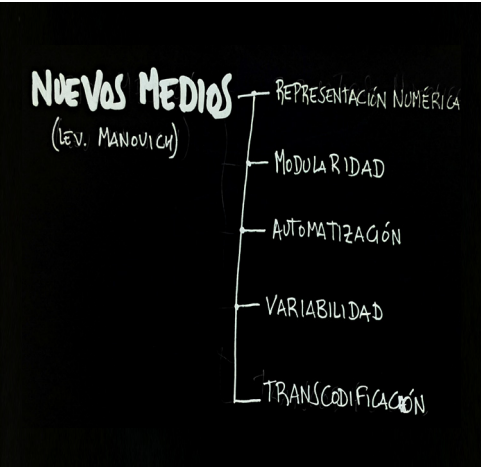 NUEVOS MEDIOS
(LEV. MANOVICH)
REPRESENTACIÓN NUMÉRICA
MODULARIDAD
AUTOMATIZACIÓN
VARIABILIDAD
TRANSCODIFICACIÓN